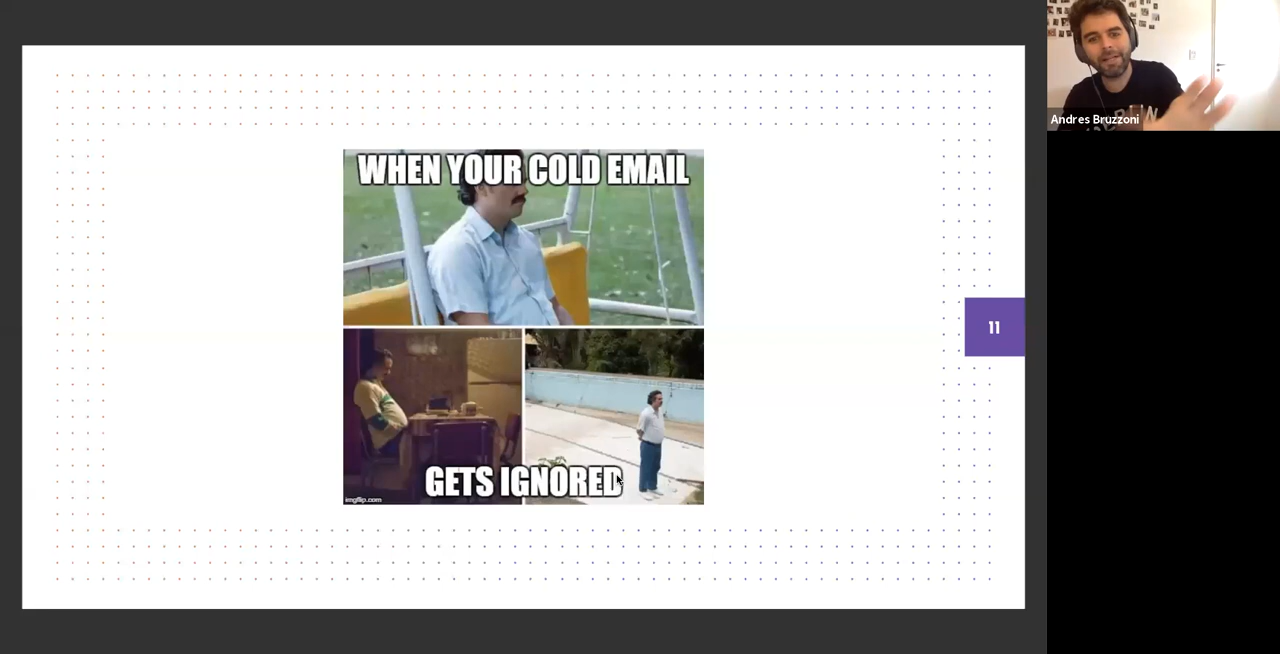 WHEN YOUR COLD EMAIL
GETS IGNORED
imgflip.com
11
Andres Bruzzoni